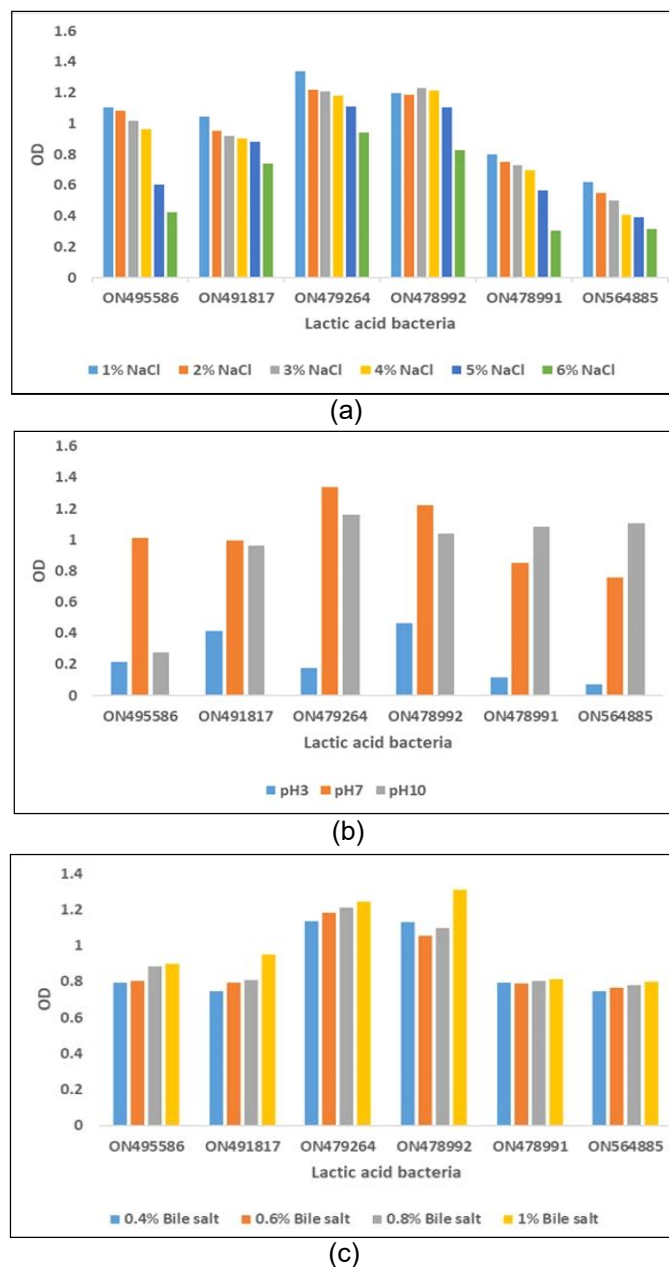 1.6
1.4
1.2
1
0.8
0.6
0.4
0.2
0
OD
ON495586 ON491817 ON479264 ON478992 ON478991 ON564885
Lactic acid bacteria
1% NaCl 2% NaCl 3% NaCl 4% NaCl 5% NaCl 6% NaCl
(a)
1.6
1.4
1.2
1
0.8
0.6
0.4
0.2
0
OD
ON495586 ON491817 ON479264 ON478992 ON478991 ON564885
Lactic acid bacteria
pH3 pH7 pH10
(b)
1.4
1.2
1
0.8
0.6
0.4
0.2
0
OD
ON495586 ON491817 ON479264 ON478992 ON478991 ON564885
Lactic acid bacteria
0.4% Bile salt 0.6% Bile salt 0.8% Bile salt 1% Bile salt
(c)